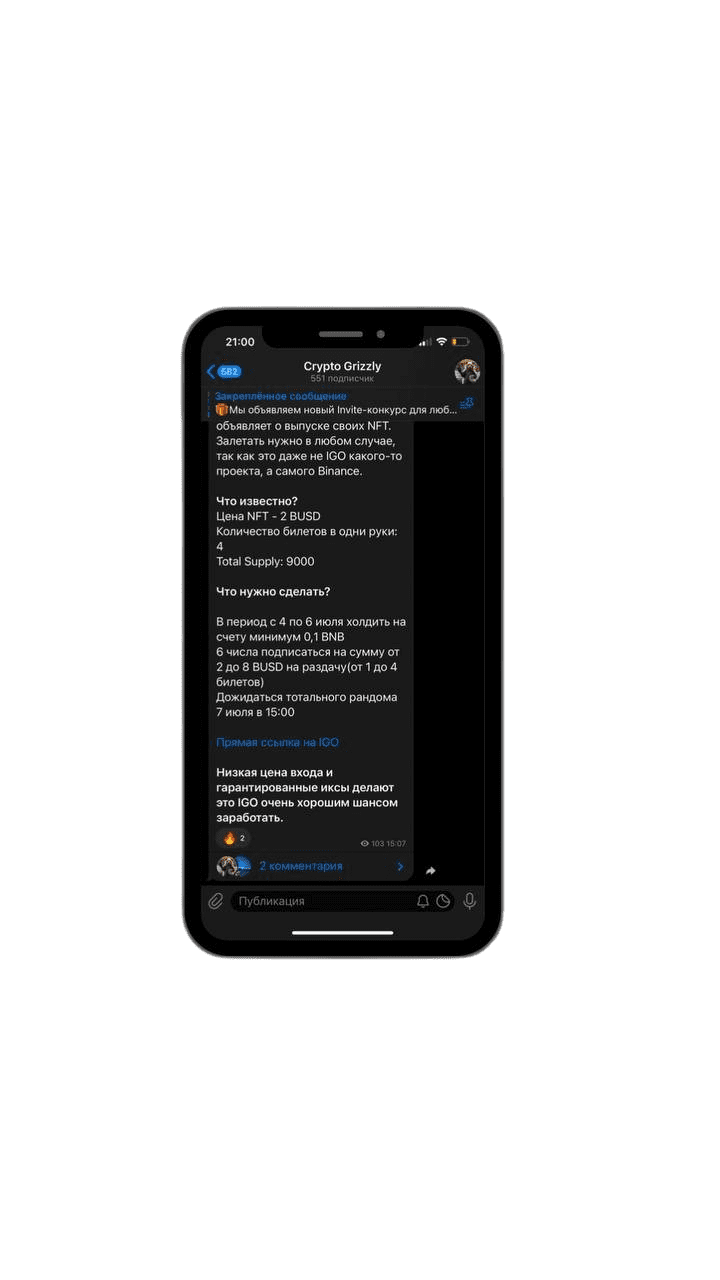 21:00
582
Crypto Grizzly
551 подписчик
Закреплённое сообщение
🎁Мы объявляем новый Invite-конкурс для люб...
объявляет о выпуске своих NFT.
Залетать нужно в любом случае,
так как это даже не IGO какого-то
проекта, а самого Binance.
Что известно?
Цена NFT - 2 BUSD
Количество билетов в одни руки:
4
Total Supply: 9000
Что нужно сделать?
В период с 4 по 6 июля холдить на
счету минимум 0,1 BNB
6 числа подписаться на сумму от
2 до 8 BUSD на раздачу(от 1 до 4
билетов)
Дожидаться тотального рандома
7 июля в 15:00
Прямая ссылка на IGO
Низкая цена входа и
гарантированные иксы делают
это IGO очень хорошим шансом
заработать.
🔥 2
103 15:07
2 комментария
Публикация